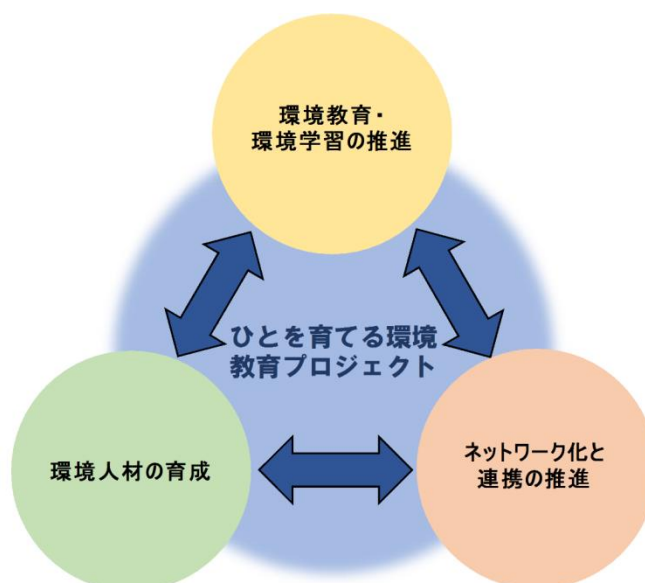 環境教育・
環境学習の推進
ひとを育てる環境
教育プロジェクト
環境人材の育成
ネットワーク化と
連携の推進